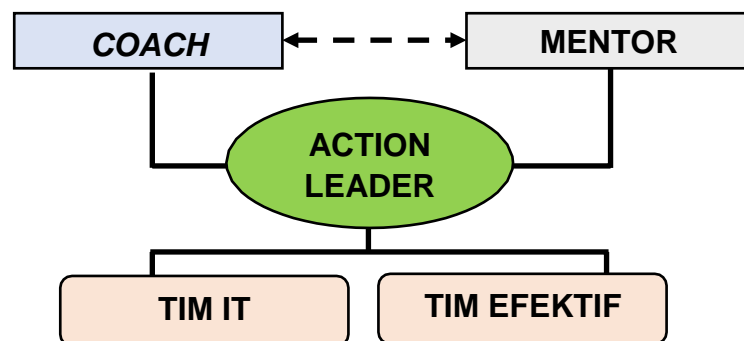 COACH
MENTOR
ACTION
LEADER
TIM IT
TIM EFEKTIF